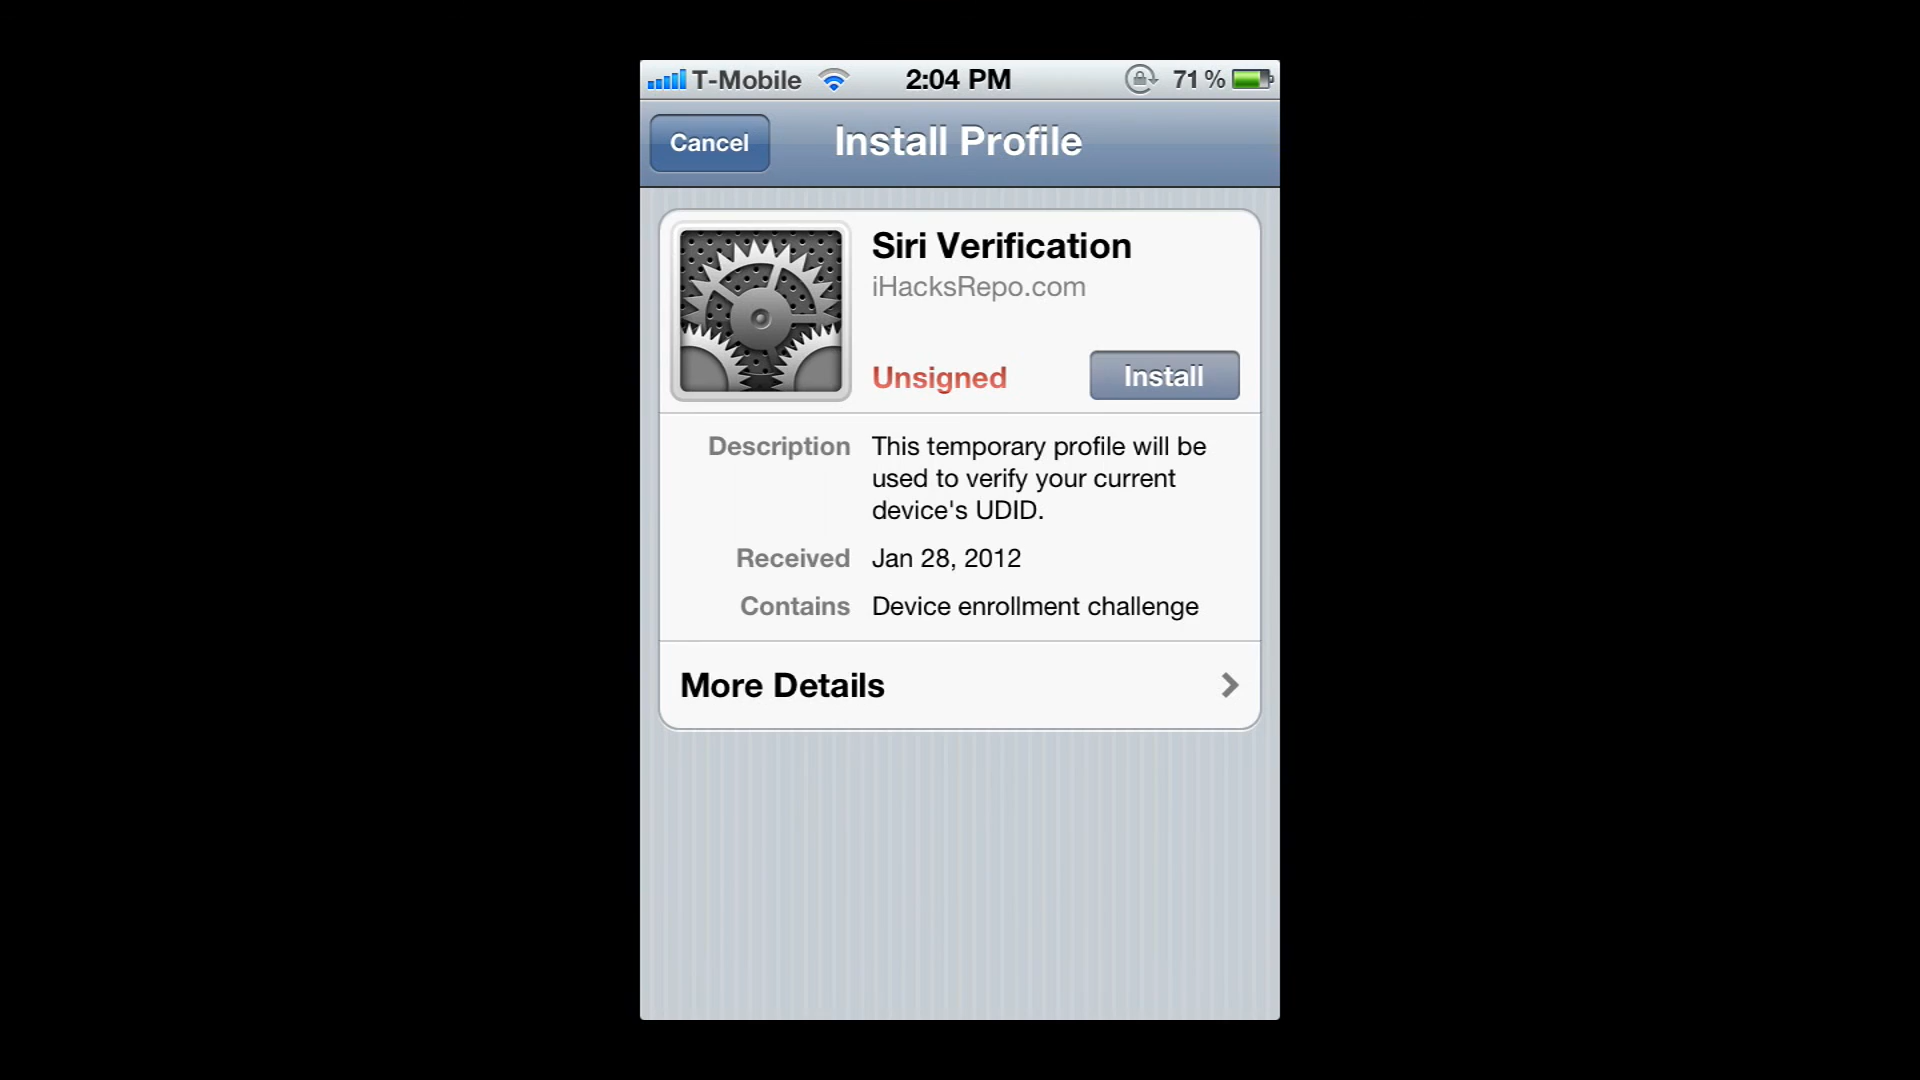 T-Mobile 2:04 PM 71 %
Cancel Install Profile
Siri Verification
iHacksRepo.com
Unsigned Install
Description This temporary profile will be
used to verify your current
device's UDID.
Received Jan 28, 2012
Contains Device enrollment challenge
More Details